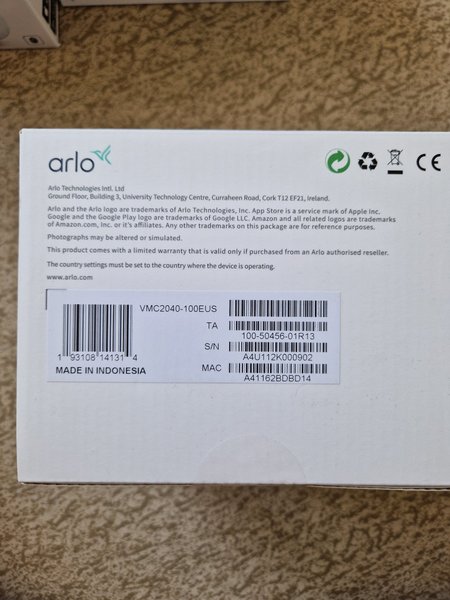 arlo
Arlo Technologies Intl. Ltd
Ground Floor, Building 3, University Technology Centre, Curraheen Road, Cork T12 EF21, Ireland.
Arlo and the Arlo logo are trademarks of Arlo Technologies, Inc. App Store is a service mark of Apple Inc,
Google and the Google Play logo are trademarks of Google LLC, Amazon and all related logos are trademarks
of Amazon.com, Inc. or it's affiliates. Any other trademarks on this package are for reference purposes.
Photographs may be altered or simulated.
This product comes with a limited warranty that is valid only if purchased from an Arlo authorised reseller.
The country settings must be set to the country where the device is operating.
www.arlo.com
CE
VMC2040-100EUS
TA
100-50456-01R13
S/N
A4U112K000902
MAC
A41162BDBD14
1 93108 14131 4
MADE IN INDONESIA